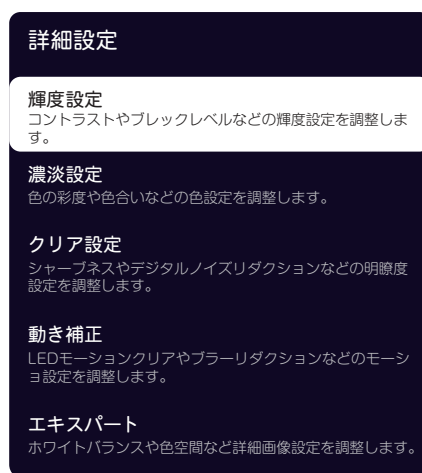 詳細設定
輝度設定
コントラストやブレックレベルなどの輝度設定を調整しま
す。
濃淡設定
色の彩度や色合いなどの色設定を調整します。
クリア設定
シャープネスやデジタルノイズリダクションなどの明瞭度
設定を調整します。
動き補正
LEDモーションクリアやブラーリダクションなどのモーシ
ョ設定を調整します。
エキスパート
ホワイトバランスや色空間など詳細画像設定を調整します。